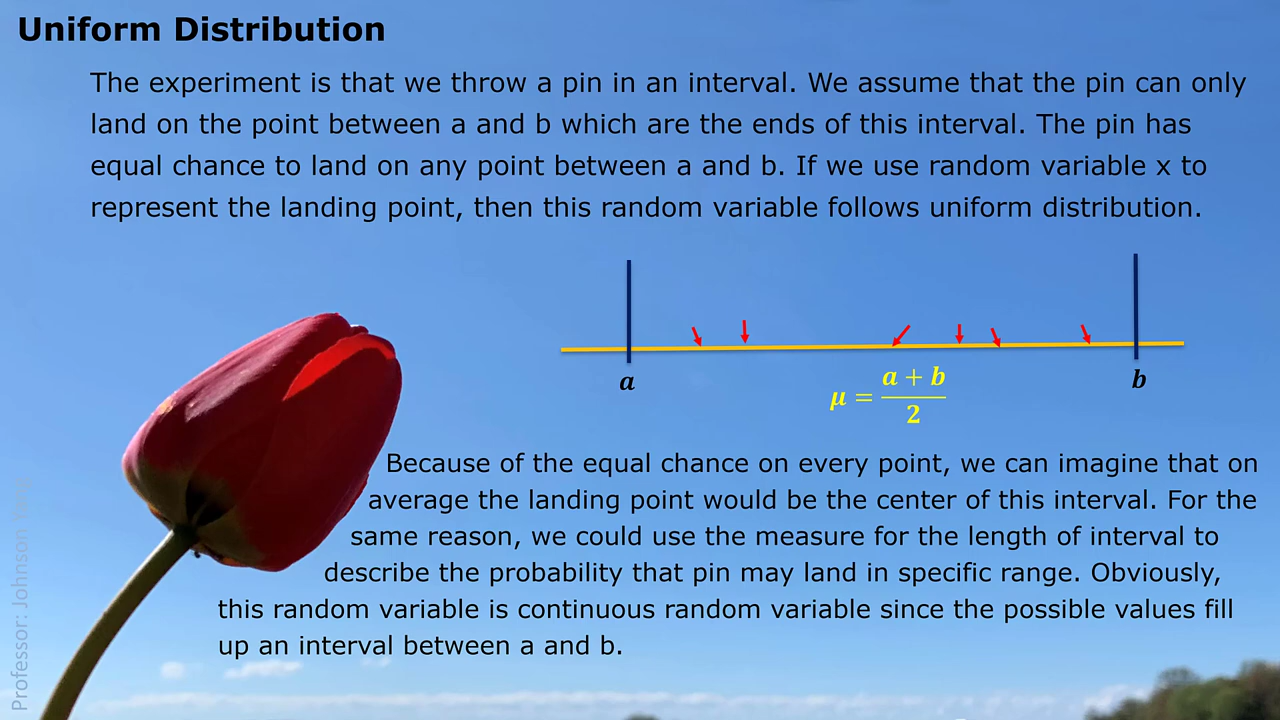 Uniform Distribution
The experiment is that we throw a pin in an interval. We assume that the pin can only
land on the point between a and b which are the ends of this interval. The pin has
equal chance to land on any point between a and b. If we use random variable x to
represent the landing point, then this random variable follows uniform distribution.
a
b
μ = (a + b)/2
Because of the equal chance on every point, we can imagine that on
average the landing point would be the center of this interval. For the
same reason, we could use the measure for the length of interval to
describe the probability that pin may land in specific range. Obviously,
this random variable is continuous random variable since the possible values fill
up an interval between a and b.
Professor: Johnson